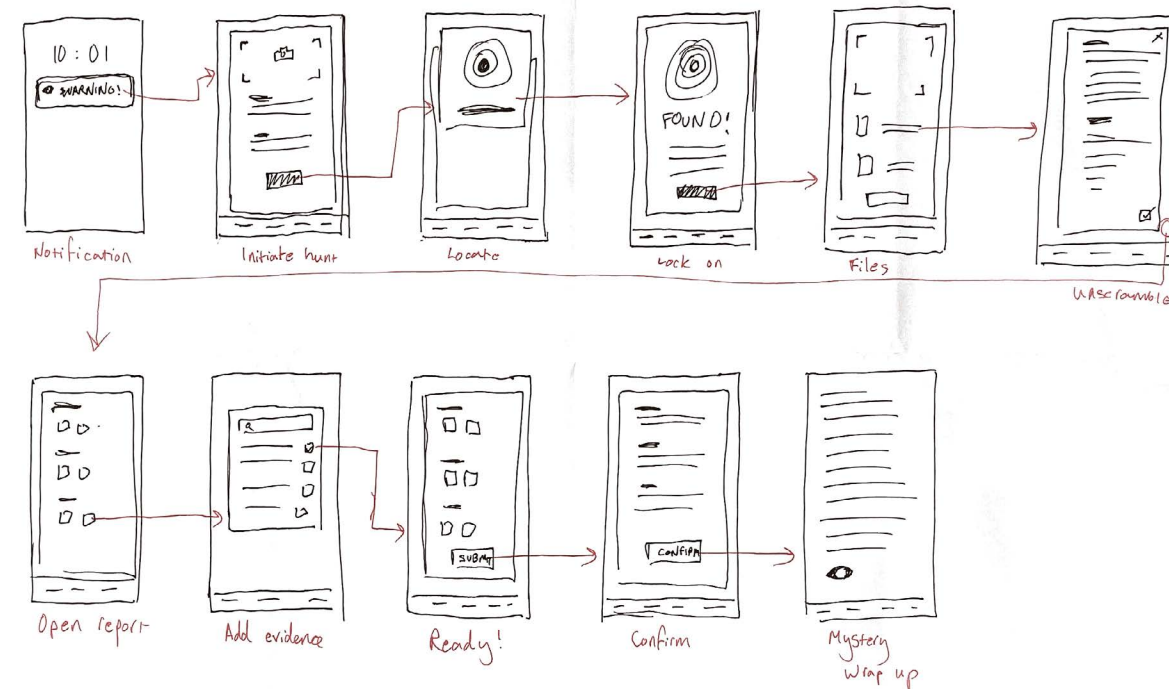 10:01
WARNING!
FOUND!
Notification
Initiate hunt
Locate
Lock on
Files
Unscramble
SUBMIT
CONFIRM
Open report
Add evidence
Ready!
Confirm
Mystery
Wrap up